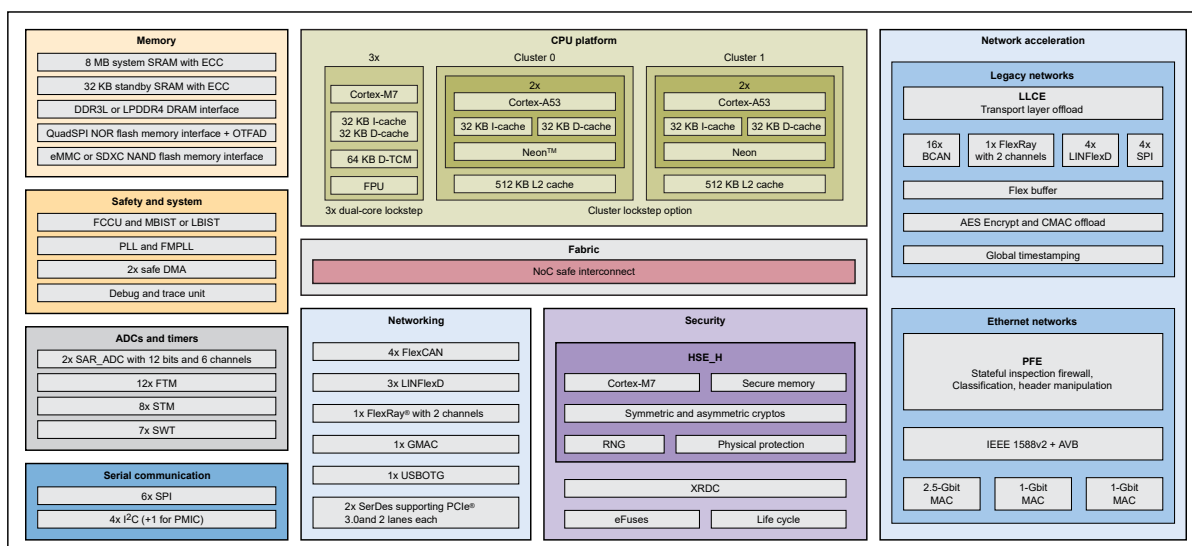 Memory
8 MB system SRAM with ECC
32 KB standby SRAM with ECC
DDR3L or LPDDR4 DRAM interface
QuadSPI NOR flash memory interface + OTFAD
eMMC or SDXC NAND flash memory interface
Safety and system
FCCU and MBIST or LBIST
PLL and FMPLL
2x safe DMA
Debug and trace unit
ADCs and timers
2x SAR_ADC with 12 bits and 6 channels
12x FTM
8x STM
7x SWT
Serial communication
6x SPI
4x I²C (+1 for PMIC)
CPU platform
3x
Cortex-M7
32 KB I-cache
32 KB D-cache
64 KB D-TCM
FPU
3x dual-core lockstep
Cluster 0
2x
Cortex-A53
32 KB I-cache
32 KB D-cache
Neon™
512 KB L2 cache
Cluster 1
2x
Cortex-A53
32 KB I-cache
32 KB D-cache
Neon
512 KB L2 cache
Cluster lockstep option
Fabric
NoC safe interconnect
Networking
4x FlexCAN
3x LINFlexD
1x FlexRay® with 2 channels
1x GMAC
1x USBOTG
2x SerDes supporting PCIe®
3.0and 2 lanes each
Security
HSE_H
Cortex-M7
Secure memory
Symmetric and asymmetric cryptos
RNG
Physical protection
XRDC
eFuses
Life cycle
Network acceleration
Legacy networks
LLCE
Transport layer offload
16x
BCAN
1x FlexRay
with 2 channels
4x
LINFlexD
4x
SPI
Flex buffer
AES Encrypt and CMAC offload
Global timestamping
Ethernet networks
PFE
Stateful inspection firewall,
Classification, header manipulation
IEEE 1588v2 + AVB
2.5-Gbit
MAC
1-Gbit
MAC
1-Gbit
MAC